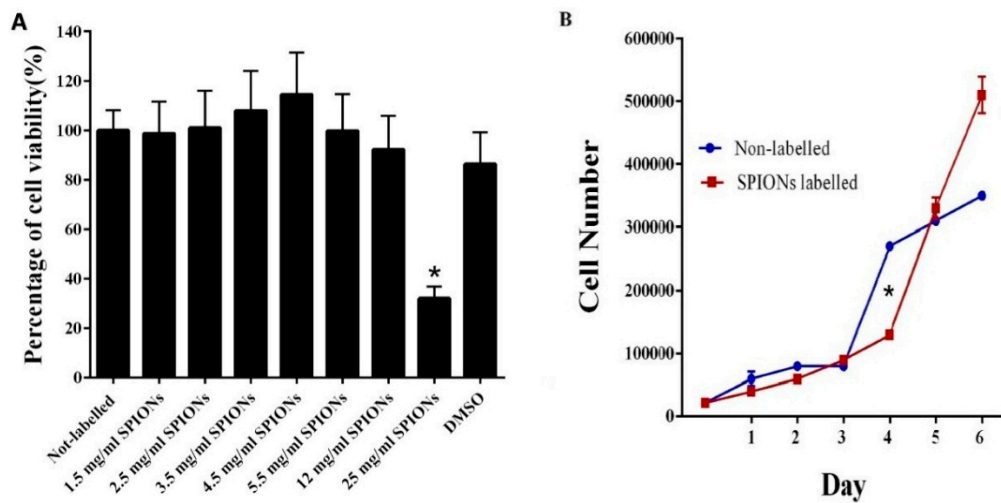 A
Percentage of cell viability(%)
140
120
100
80
60
40
20
0
*
Not-labelled
1.5 mg/ml SPIONs
2.5 mg/ml SPIONs
3.5 mg/ml SPIONs
4.5 mg/ml SPIONs
5.5 mg/ml SPIONs
12 mg/ml SPIONs
25 mg/ml SPIONs
DMSO
B
Cell Number
600000
500000
400000
300000
200000
100000
0
Non-labelled
SPIONs labelled
*
1 2 3 4 5 6
Day